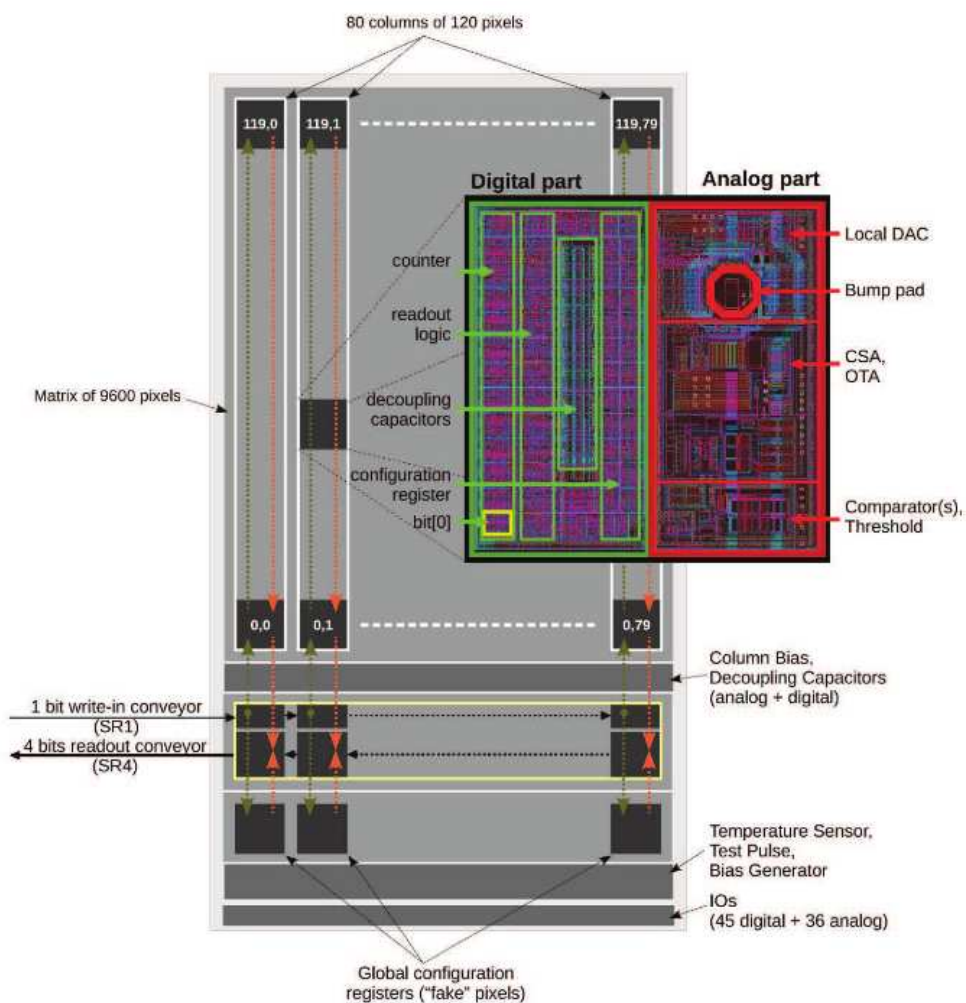 80 columns of 120 pixels
119,0
119,1
119,79
Digital part
Analog part
counter
readout
logic
decoupling
capacitors
configuration
register
bit[0]
Local DAC
Bump pad
CSA,
OTA
Comparator(s),
Threshold
Matrix of 9600 pixels
0,0
0,1
0,79
Column Bias,
Decoupling Capacitors
(analog + digital)
1 bit write-in conveyor
(SR1)
4 bits readout conveyor
(SR4)
Temperature Sensor,
Test Pulse,
Bias Generator
IOs
(45 digital + 36 analog)
Global configuration
registers ("fake" pixels)